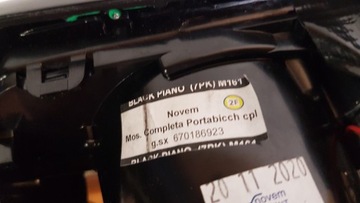 BLACK PIANO (7PK) M161
Novem
2F
Mos. Completa Portabicch cpl
g.sx 670186923
BLACK PIANO (7PK) M161
20 11 2020
novem